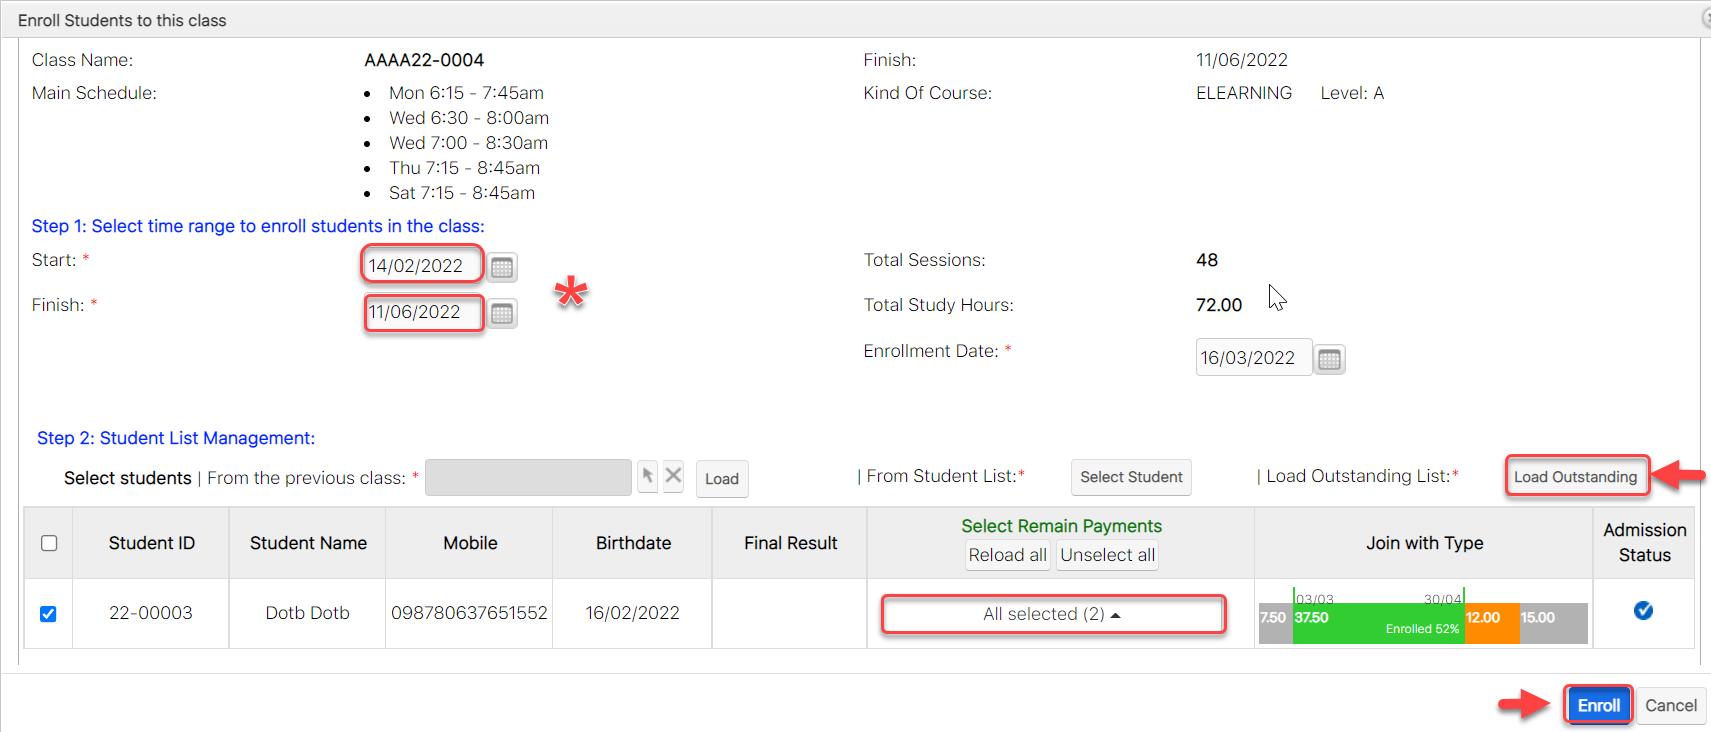 Enroll Students to this class
Class Name: AAAA22-0004 Finish: 11/06/2022
Main Schedule: Mon 6:15 - 7:45am Kind Of Course: ELEARNING Level: A
Wed 6:30 - 8:00am
Wed 7:00 - 8:30am
Thu 7:15 - 8:45am
Sat 7:15 - 8:45am
Step 1: Select time range to enroll students in the class:
Start: * 14/02/2022 Total Sessions: 48
Finish: * 11/06/2022 * Total Study Hours: 72.00
Enrollment Date: * 16/03/2022
Step 2: Student List Management:
Select students | From the previous class: * Load | From Student List:* Select Student | Load Outstanding List:* Load Outstanding
Student ID Student Name Mobile Birthdate Final Result Select Remain Payments Join with Type Admission Status
Reload all Unselect all
22-00003 Dotb Dotb 098780637651552 16/02/2022 All selected (2)
03/03 30/04
7.50 37.50 12.00 15.00
Enrolled 52%
Enroll Cancel